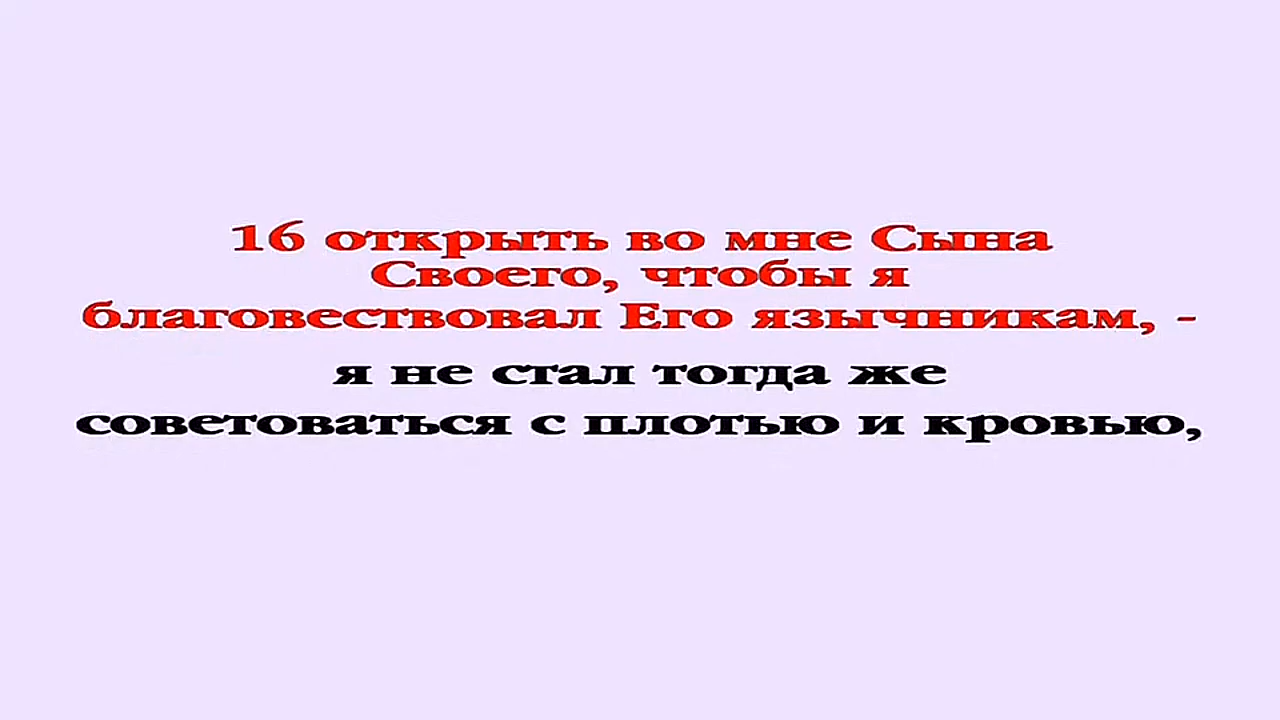 16 открыть во мне Сына
Своего, чтобы я
благовествовал Его язычникам, -
я не стал тогда же
советоваться с плотью и кровью,